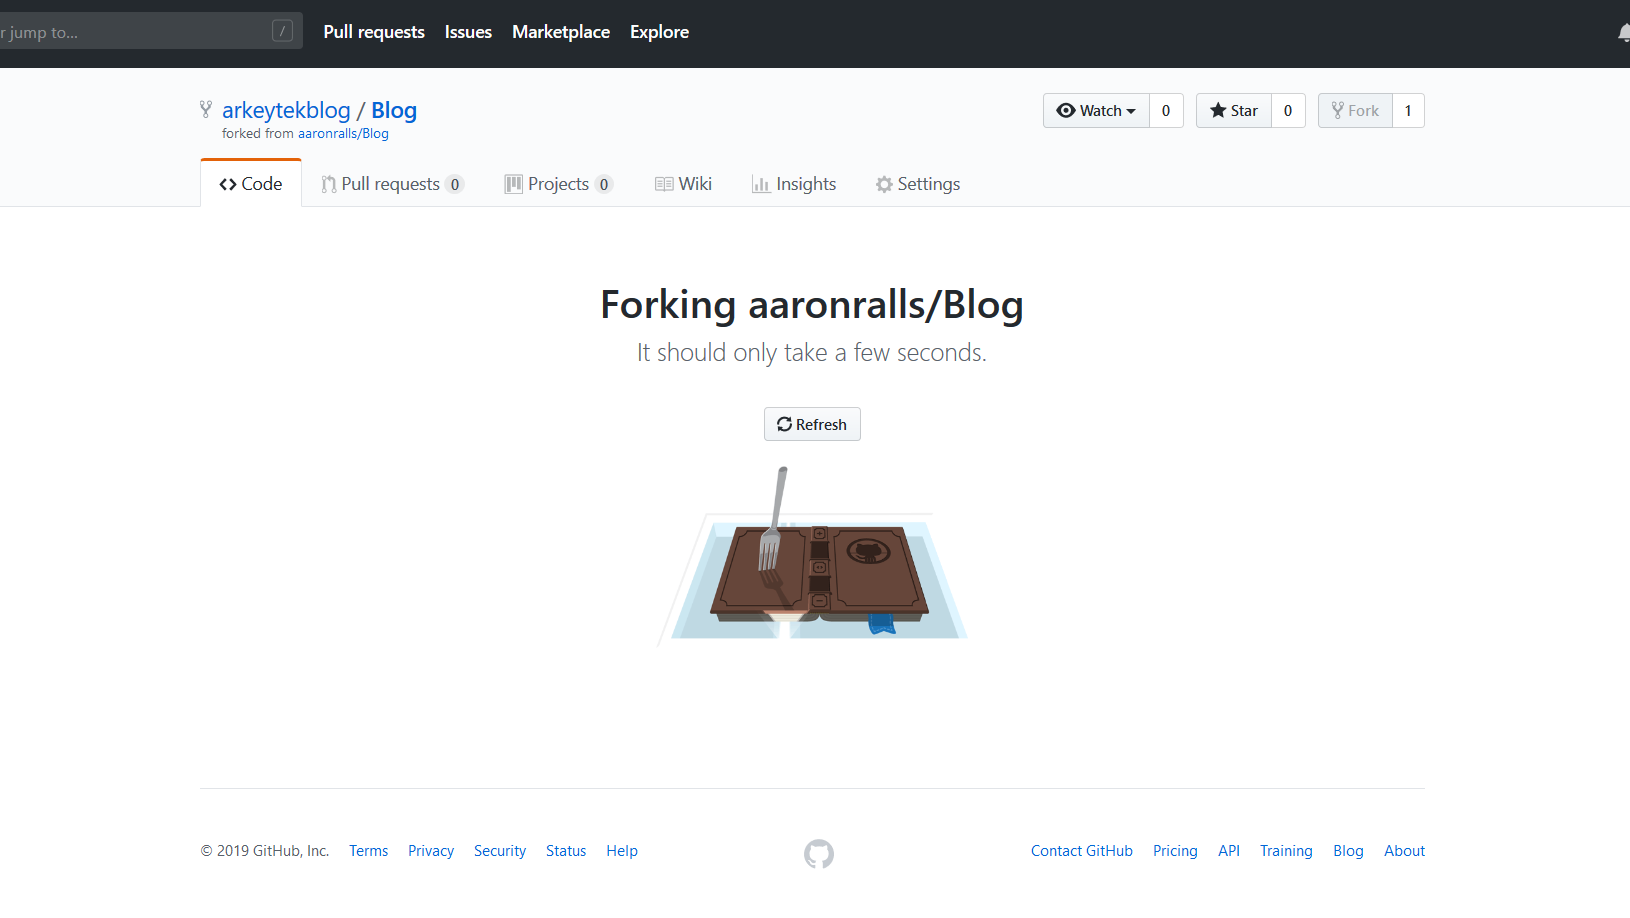 r jump to... /
Pull requests Issues Marketplace Explore
arkeytekblog / Blog
forked from aaronralls/Blog
Watch 0 Star 0 Fork 1
Code Pull requests 0 Projects 0 Wiki Insights Settings
Forking aaronralls/Blog
It should only take a few seconds.
Refresh
© 2019 GitHub, Inc. Terms Privacy Security Status Help Contact GitHub Pricing API Training Blog About